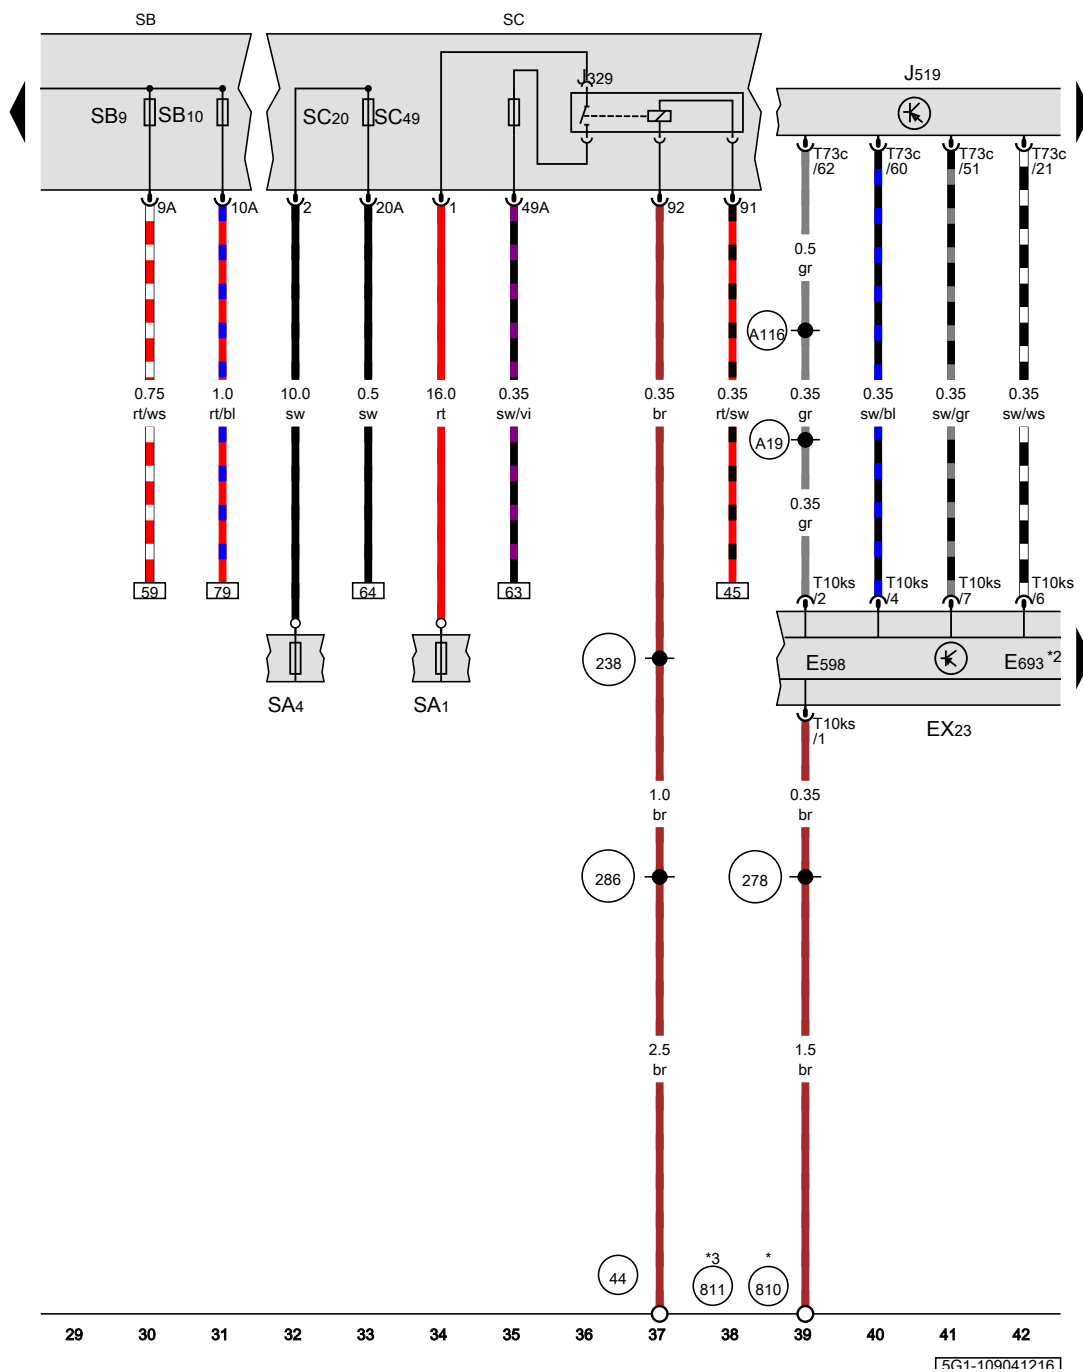 SB SC
J329 J519
SB9 SB10 SC20 SC49
T73c/62 T73c/60 T73c/51 T73c/21
9A 10A 2 20A 1 49A 92 91
0.5
gr
A116
0.75 1.0 10.0 0.5 16.0 0.35 0.35 0.35 0.35 0.35 0.35 0.35
rt/ws rt/bl sw sw rt sw/vi br rt/sw gr sw/bl sw/gr sw/ws
A19
0.35
gr
59 79 64 63 45
T10ks/2 T10ks/4 T10ks/7 T10ks/6
238
E598 E693 *2
SA4 SA1
T10ks/1
EX23
1.0 0.35
br br
286 278
2.5 1.5
br br
*3 *
44 811 810
29 30 31 32 33 34 35 36 37 38 39 40 41 42
5G1-109041216